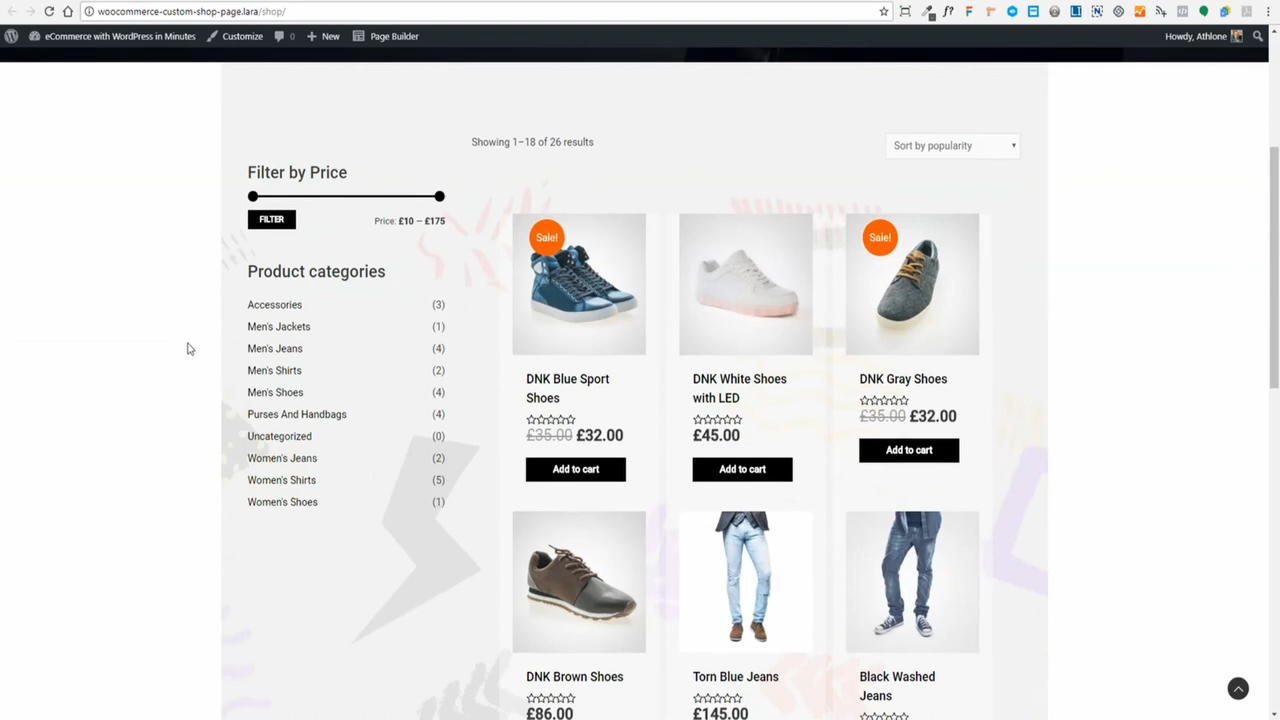 woocommerce-custom-shop-page.lara/shop/
eCommerce with WordPress in Minutes
Customize
0
New
Page Builder
Howdy, Athlone
Showing 1–18 of 26 results
Sort by popularity
Filter by Price
FILTER
Price: £10 — £175
Product categories
Accessories (3)
Men's Jackets (1)
Men's Jeans (4)
Men's Shirts (2)
Men's Shoes (4)
Purses And Handbags (4)
Uncategorized (0)
Women's Jeans (2)
Women's Shirts (5)
Women's Shoes (1)
Sale!
DNK Blue Sport
Shoes
£35.00 £32.00
Add to cart
DNK White Shoes
with LED
£45.00
Add to cart
Sale!
DNK Gray Shoes
£35.00 £32.00
Add to cart
DNK Brown Shoes
£86.00
Torn Blue Jeans
£145.00
Black Washed
Jeans